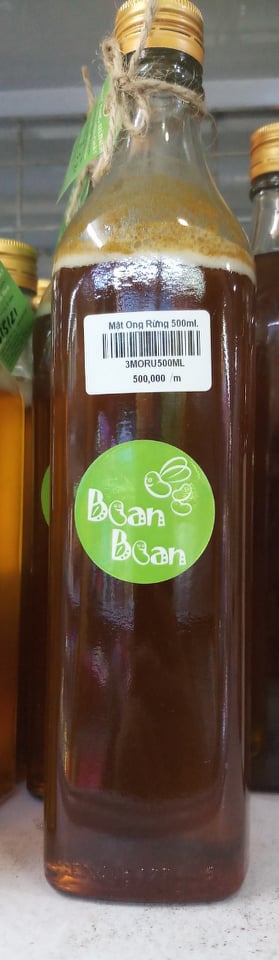 Mật Ong Rừng 500ml.
3MORU500ML
500,000 /m
Bean
Bean